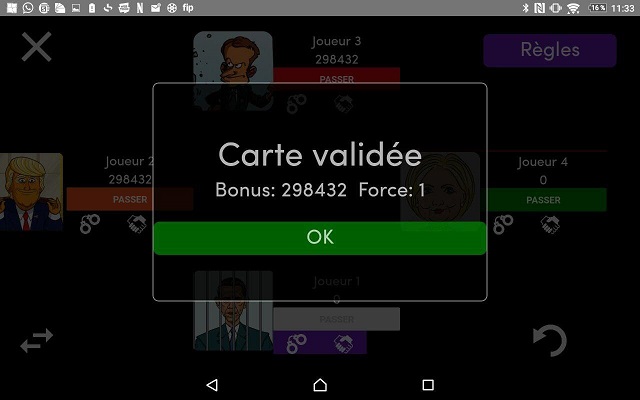 fip
16%
11:33
Joueur 3
298432
PASSER
Règles
Carte validée
Bonus: 298432 Force: 1
OK
Joueur 2
298432
PASSER
Joueur 4
0
PASSER
Joueur 1
0
PASSER